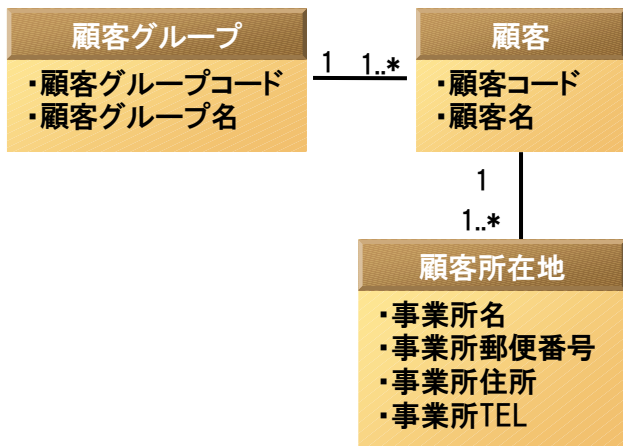 顧客グループ
・顧客グループコード
・顧客グループ名
1 1..*
顧客
・顧客コード
・顧客名
1
1..*
顧客所在地
・事業所名
・事業所郵便番号
・事業所住所
・事業所TEL